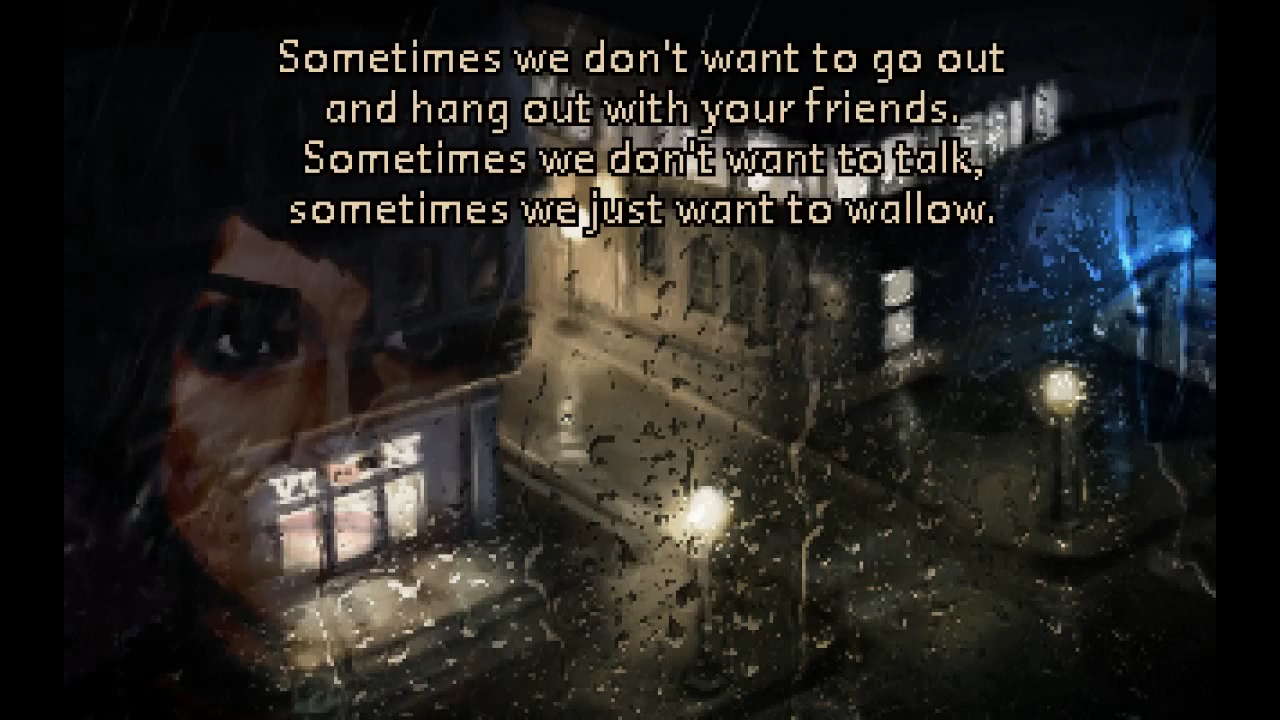 Sometimes we don't want to go out
and hang out with your friends.
Sometimes we don't want to talk,
sometimes we just want to wallow.